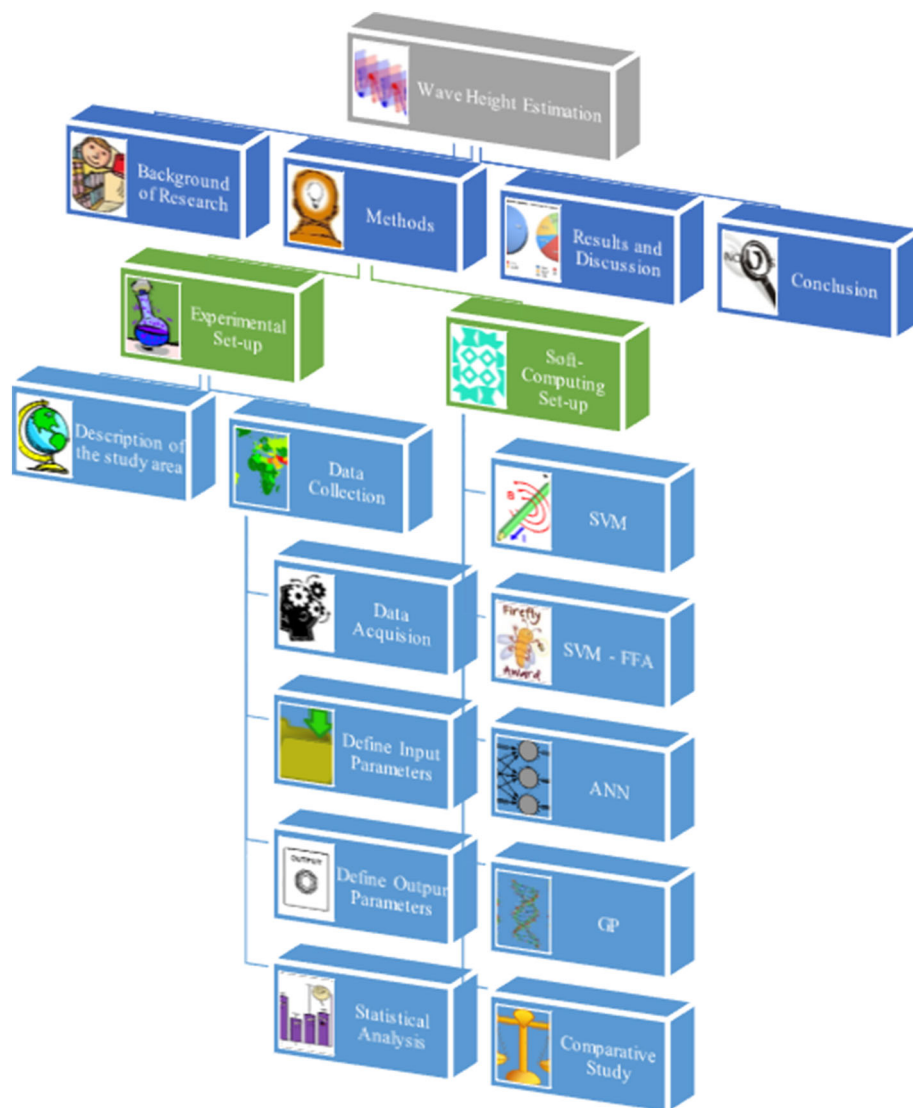 Wave Height Estimation
Background
of Research
Methods
Results and
Discussion
Conclusion
Experimental
Set-up
Soft-
Computing
Set-up
Description of
the study area
Data
Collection
SVM
Data
Acquision
Firefly
Award
SVM - FFA
Define Input
Parameters
ANN
OUTPUT
Define Output
Parameters
GP
Statistical
Analysis
Comparative
Study